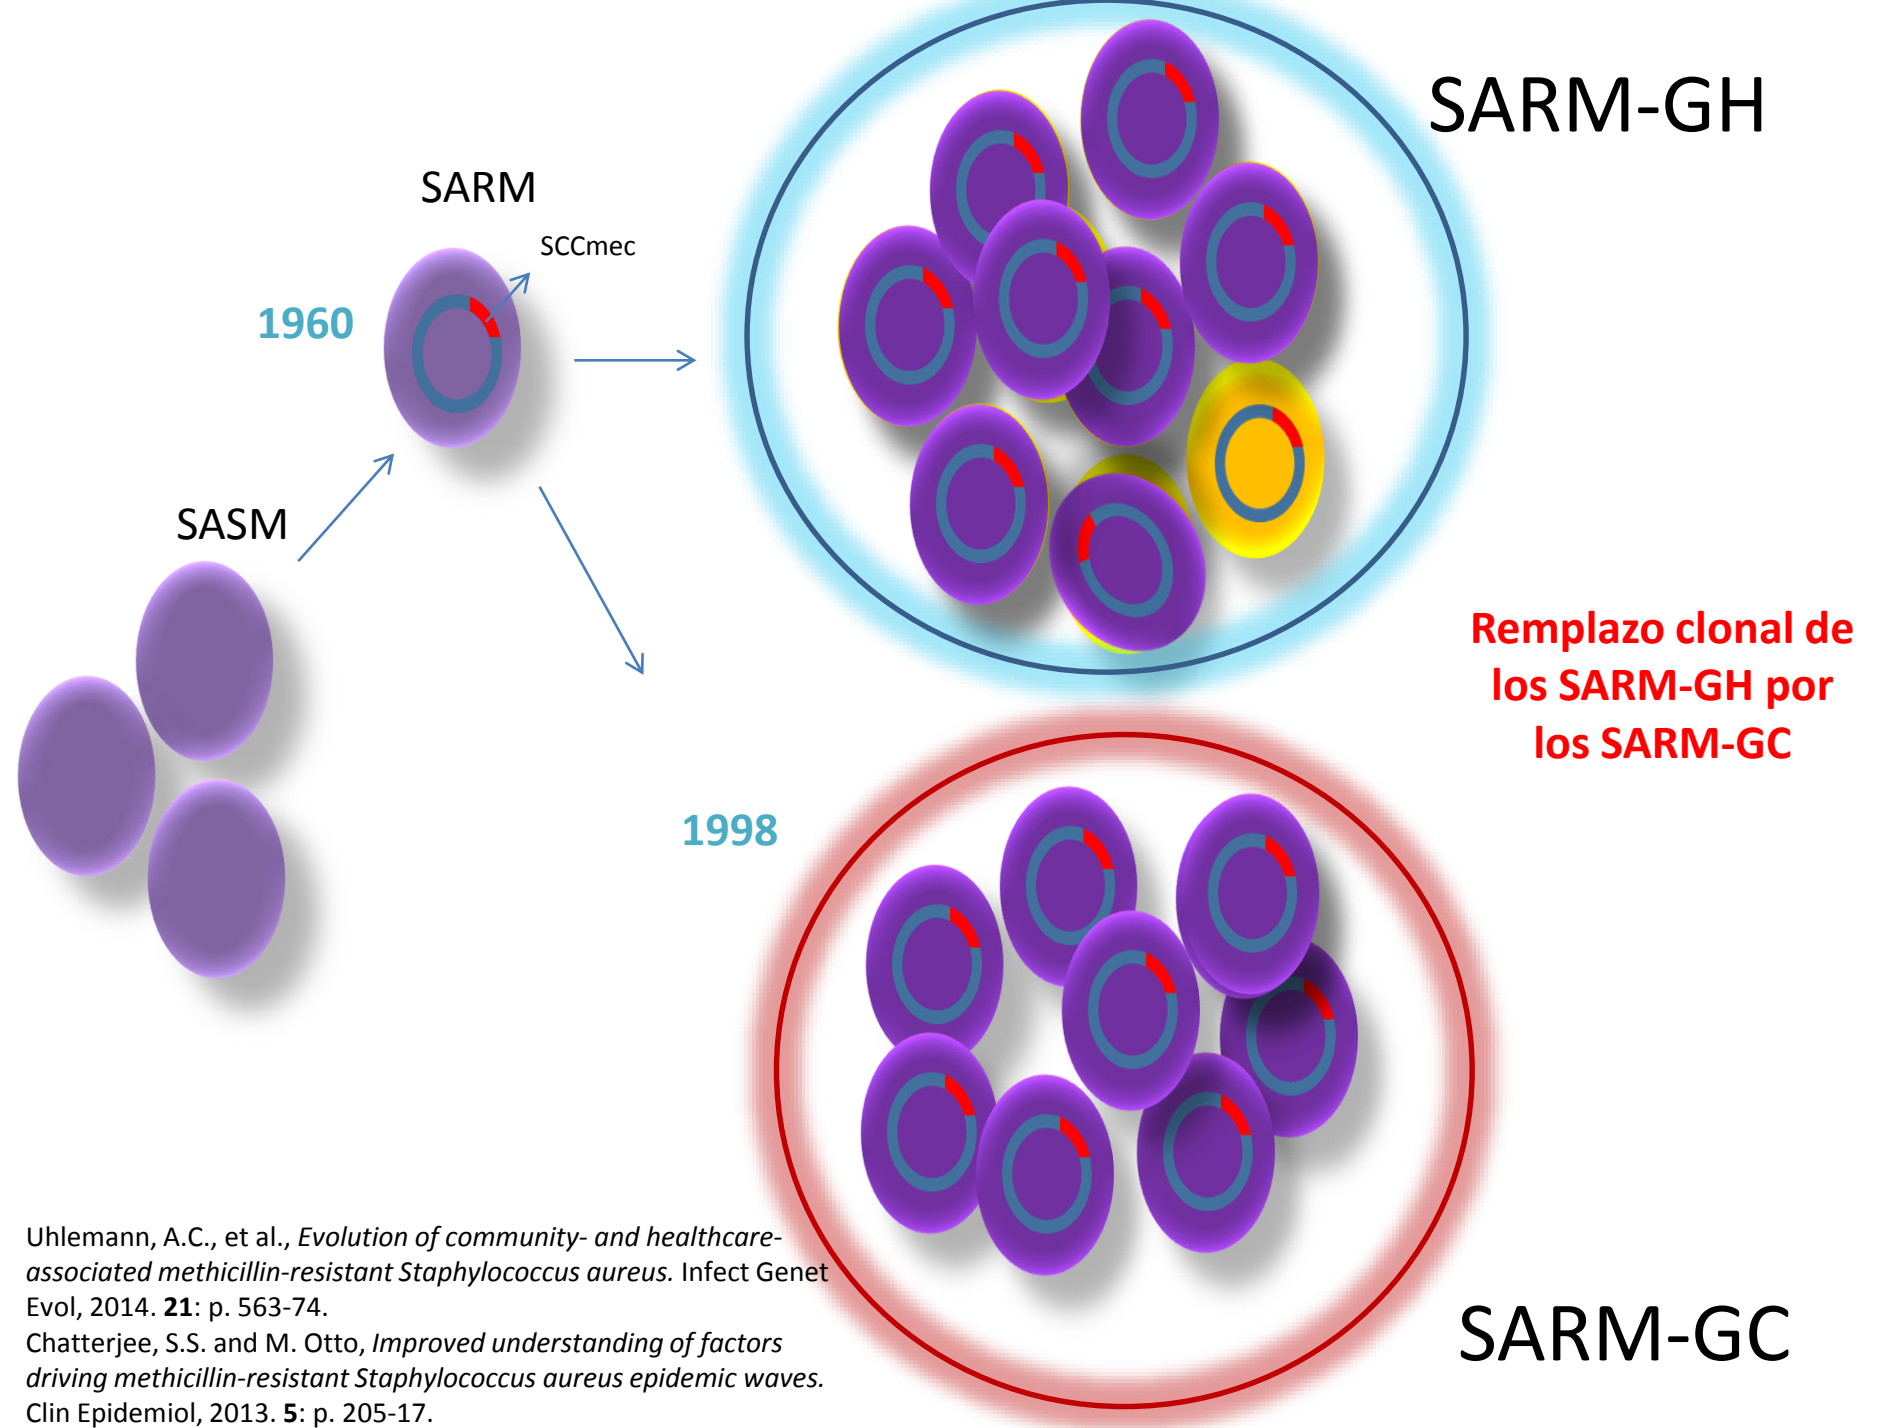 SARM-GH
SARM
SCCmec
1960
SASM
Remplazo clonal de
los SARM-GH por
los SARM-GC
1998
Uhlemann, A.C., et al., Evolution of community- and healthcare-
associated methicillin-resistant Staphylococcus aureus. Infect Genet
Evol, 2014. 21: p. 563-74.
Chatterjee, S.S. and M. Otto, Improved understanding of factors
driving methicillin-resistant Staphylococcus aureus epidemic waves.
Clin Epidemiol, 2013. 5: p. 205-17.
SARM-GC